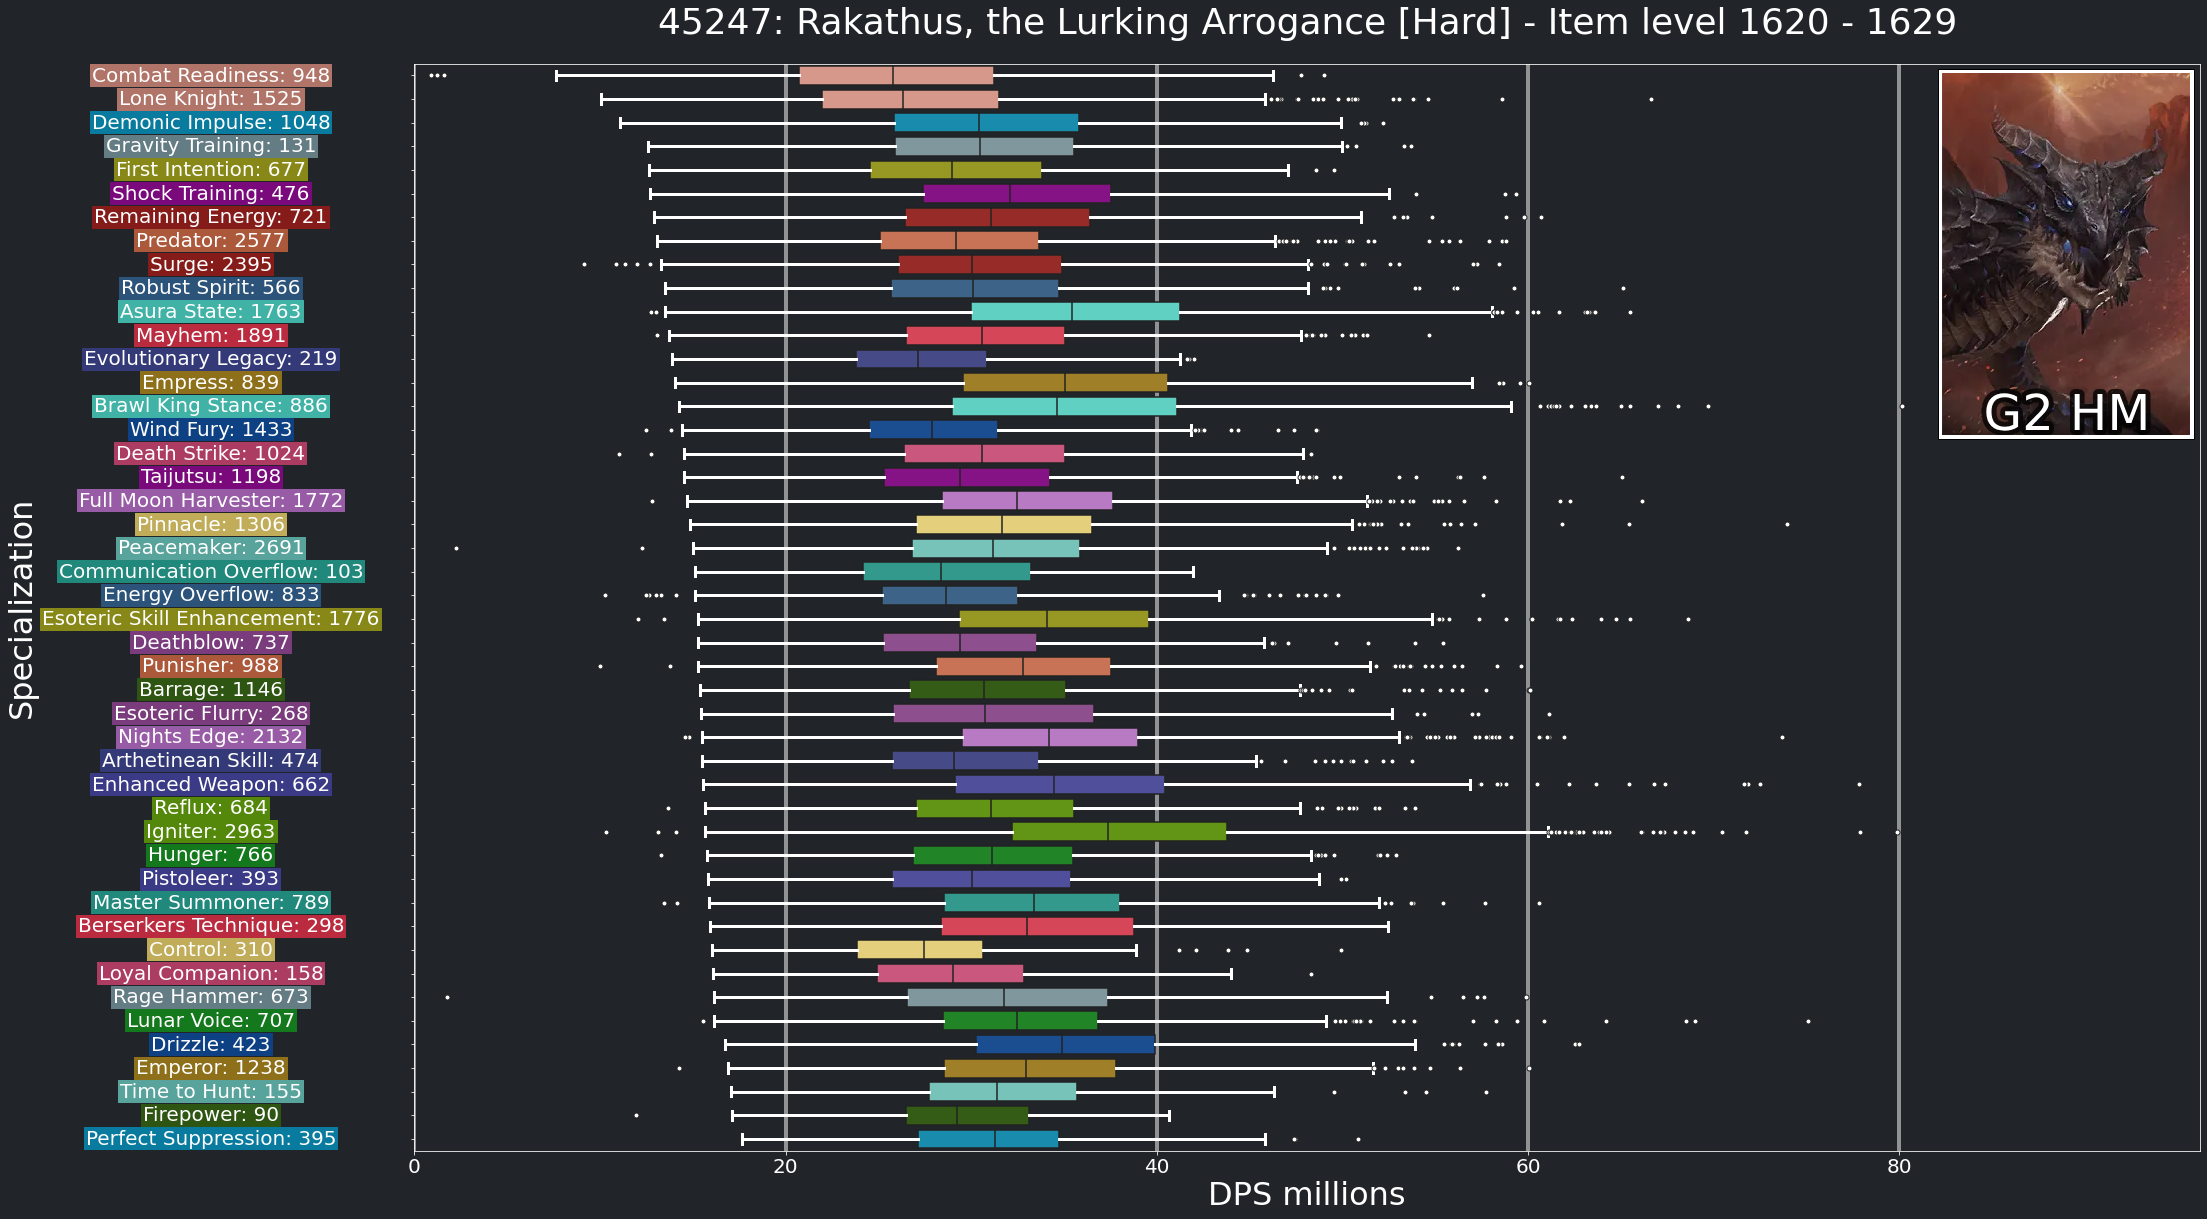 45247: Rakathus, the Lurking Arrogance [Hard] - Item level 1620 - 1629
Combat Readiness: 948
Lone Knight: 1525
Demonic Impulse: 1048
Gravity Training: 131
First Intention: 677
Shock Training: 476
Remaining Energy: 721
Predator: 2577
Surge: 2395
Robust Spirit: 566
Asura State: 1763
Mayhem: 1891
Evolutionary Legacy: 219
Empress: 839
Brawl King Stance: 886
Wind Fury: 1433
Death Strike: 1024
Taijutsu: 1198
Full Moon Harvester: 1772
Pinnacle: 1306
Peacemaker: 2691
Communication Overflow: 103
Energy Overflow: 833
Esoteric Skill Enhancement: 1776
Deathblow: 737
Punisher: 988
Barrage: 1146
Esoteric Flurry: 268
Nights Edge: 2132
Arthetinean Skill: 474
Enhanced Weapon: 662
Reflux: 684
Igniter: 2963
Hunger: 766
Pistoleer: 393
Master Summoner: 789
Berserkers Technique: 298
Control: 310
Loyal Companion: 158
Rage Hammer: 673
Lunar Voice: 707
Drizzle: 423
Emperor: 1238
Time to Hunt: 155
Firepower: 90
Perfect Suppression: 395
Specialization
G2 HM
0 20 40 60 80
DPS millions